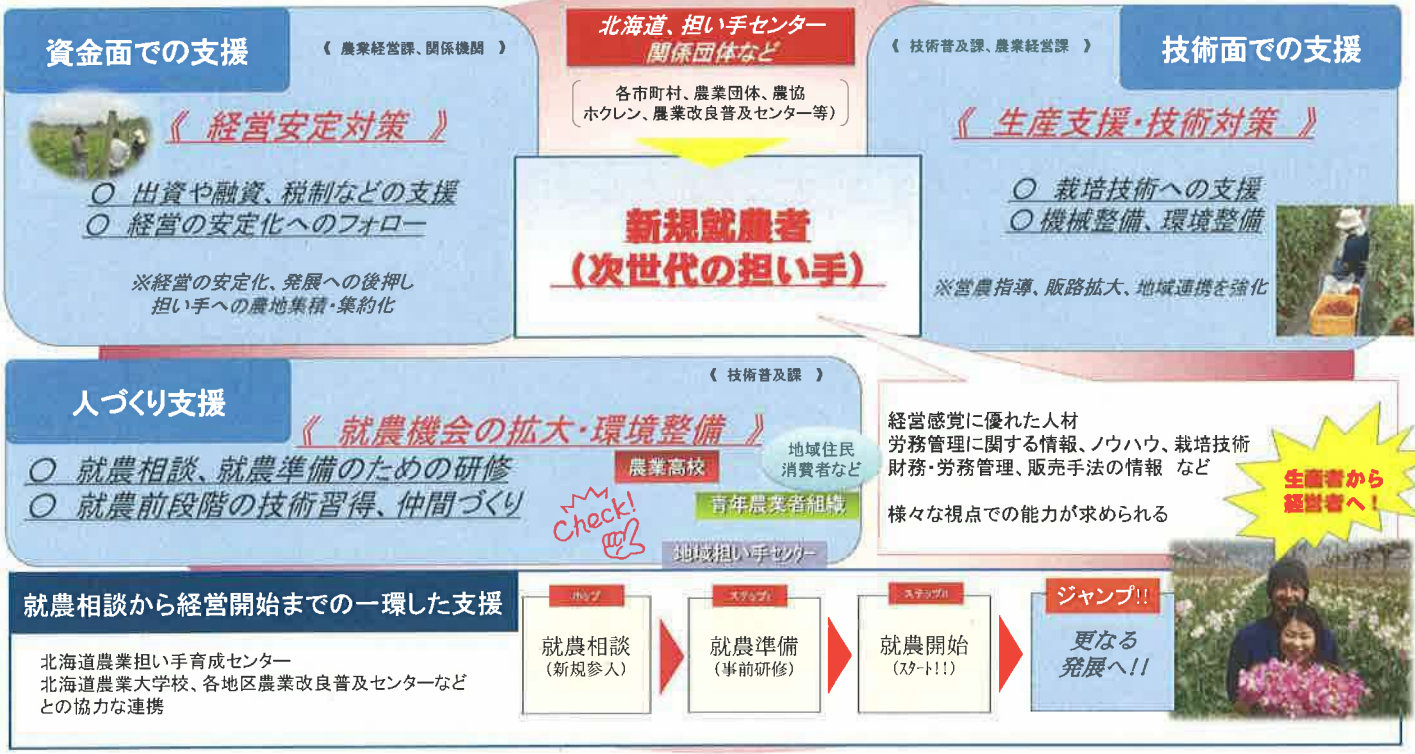 資金面での支援
《 農業経営課、関係機関 》
《 経営安定対策 》
○ 出資や融資、税制などの支援
○ 経営の安定化へのフォロー
※経営の安定化、発展への後押し
担い手への農地集積・集約化
北海道、担い手センター
関係団体など
各市町村、農業団体、農協
ホクレン、農業改良普及センター等)
新規就農者
(次世代の担い手)
《 技術普及課、農業経営課 》
技術面での支援
《 生産支援・技術対策 》
○ 栽培技術への支援
○機械整備、環境整備
※営農指導、販路拡大、地域連携を強化
人づくり支援
《 技術普及課 》
《 就農機会の拡大・環境整備 》
○ 就農相談、就農準備のための研修
○ 就農前段階の技術習得、仲間づくり
地域住民
消費者など
農業高校
青年農業者組織
地域担い手センター
Check!
経営感覚に優れた人材
労務管理に関する情報、ノウハウ、栽培技術
財務・労務管理、販売手法の情報 など
様々な視点での能力が求められる
生産者から
経営者へ!
就農相談から経営開始までの一環した支援
北海道農業担い手育成センター
北海道農業大学校、各地区農業改良普及センターなど
との協力な連携
ホップ
就農相談
(新規参入)
ステップI
就農準備
(事前研修)
ステップII
就農開始
(スタート!!)
ジャンプ!!
更なる
発展へ!!